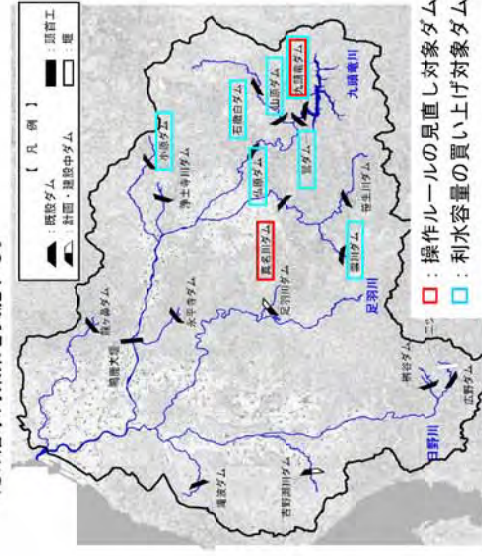 【 凡 例 】
:既設ダム
:計画・建設中ダム
:頭首工
:堰
龍ヶ鼻ダム
小原ダム
鳴鹿大堰
永平寺ダム
浄土寺川ダム
石徹白ダム
山原ダム
九頭竜ダム
仏原ダム
九頭竜川
真名川ダム
笹生川ダム
雲川ダム
足羽川ダム
足羽川
滝波ダム
吉野瀬川ダム
日野川
桝谷ダム
広野ダム
:操作ルールの見直し対象ダム
:利水容量の買い上げ対象ダム